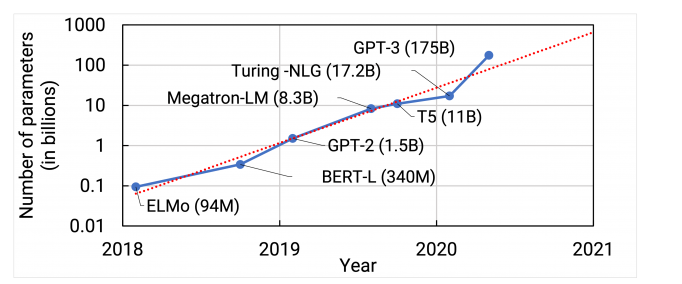 1000
100
10
1
0.1
0.01
Number of parameters
(in billions)
GPT-3 (175B)
Turing -NLG (17.2B)
Megatron-LM (8.3B)
T5 (11B)
GPT-2 (1.5B)
BERT-L (340M)
ELMo (94M)
2018 2019 2020 2021
Year